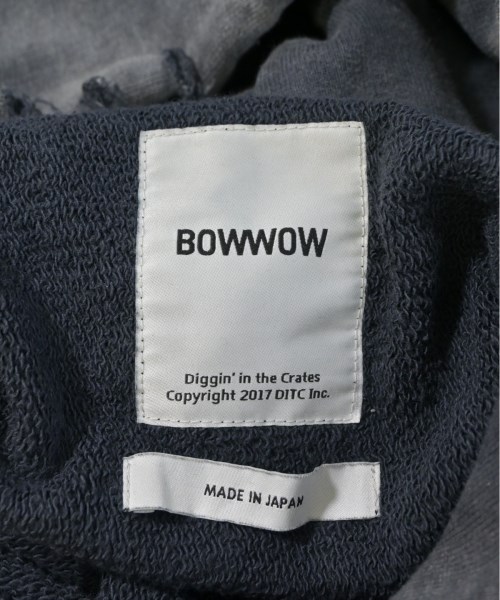 BOWWOW
Diggin' in the Crates
Copyright 2017 DITC Inc.
MADE IN JAPAN